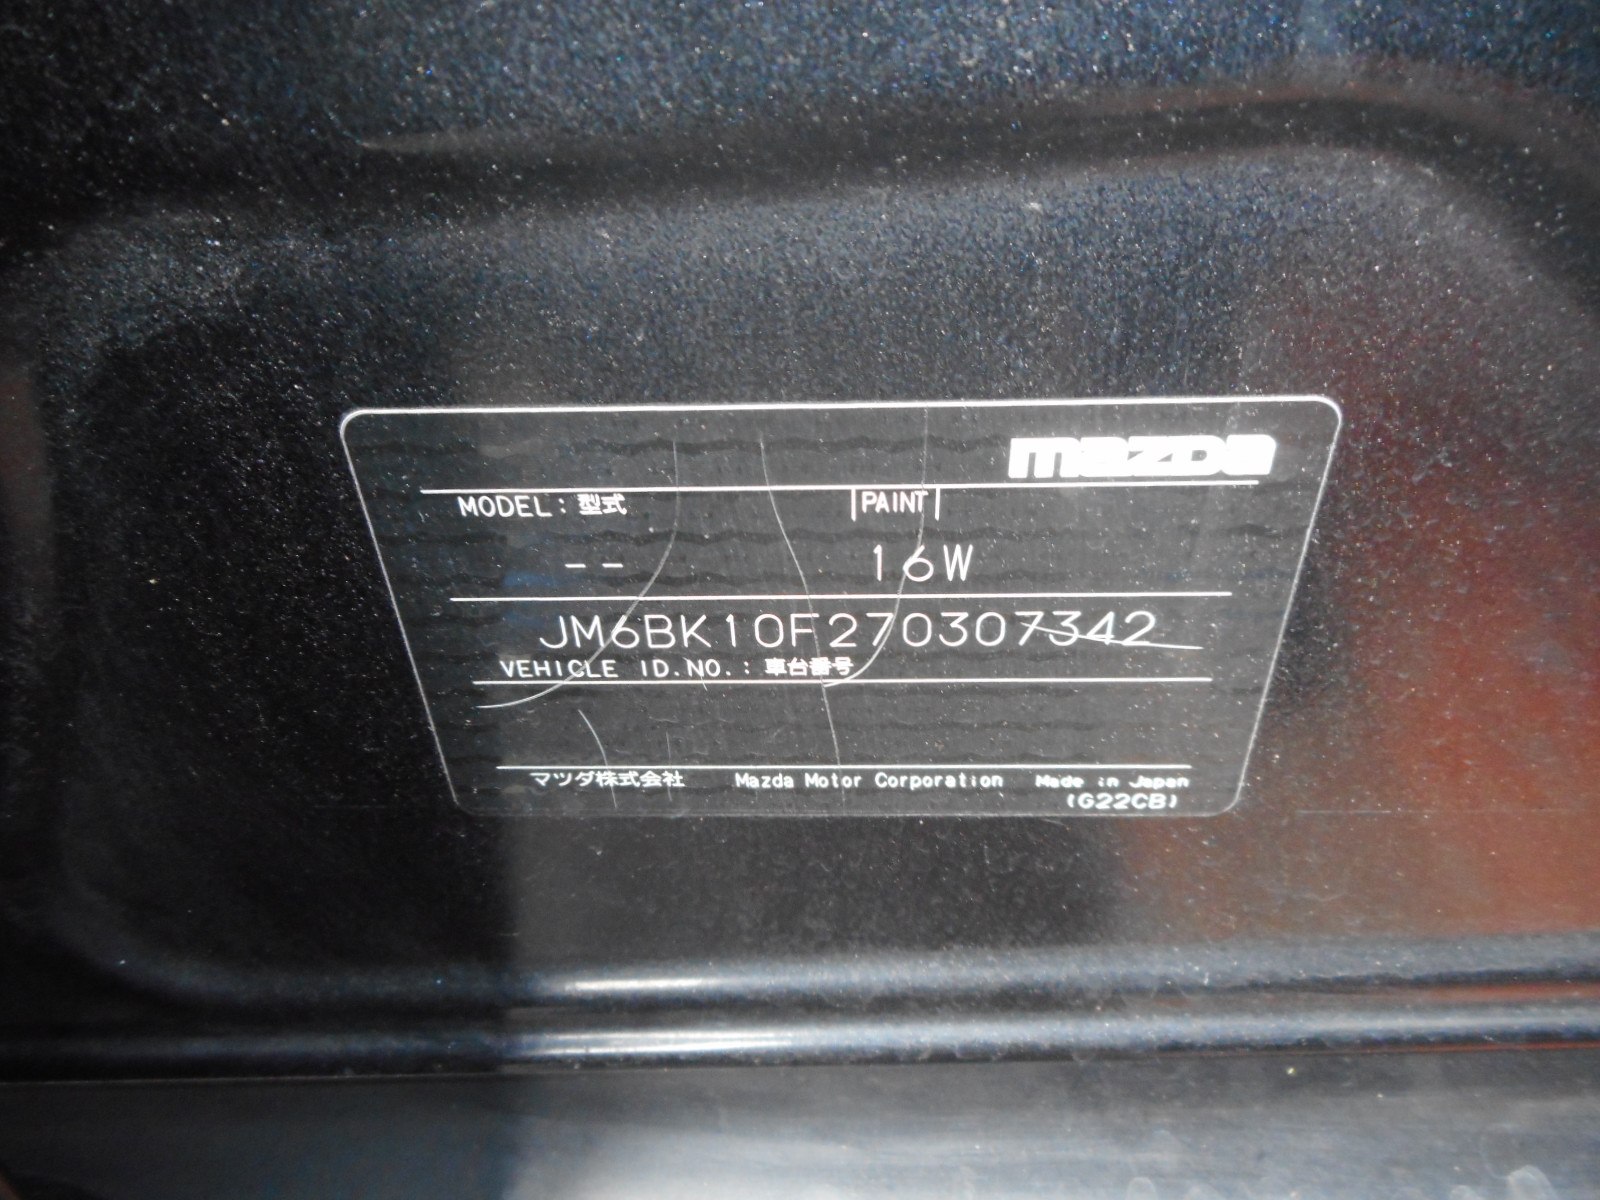 mazda
MODEL: 型式 PAINT
-- 16W
JM6BK10F270307342
VEHICLE ID.NO.: 車台番号
マツダ株式会社 Mazda Motor Corporation Made in Japan
(G22CB)